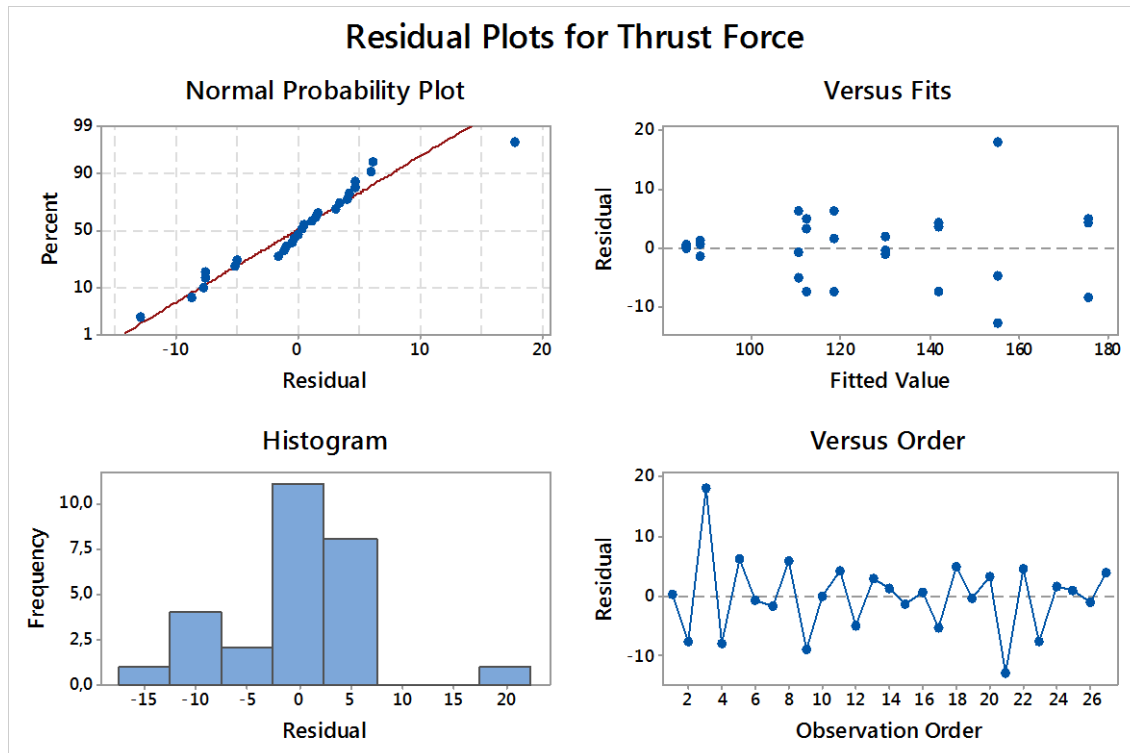 Residual Plots for Thrust Force
Normal Probability Plot
99
90
50
10
1
Percent
-10 0 10 20
Residual
Versus Fits
20
10
0
-10
Residual
100 120 140 160 180
Fitted Value
Histogram
10,0
7,5
5,0
2,5
0,0
Frequency
-15 -10 -5 0 5 10 15 20
Residual
Versus Order
20
10
0
-10
Residual
2 4 6 8 10 12 14 16 18 20 22 24 26
Observation Order